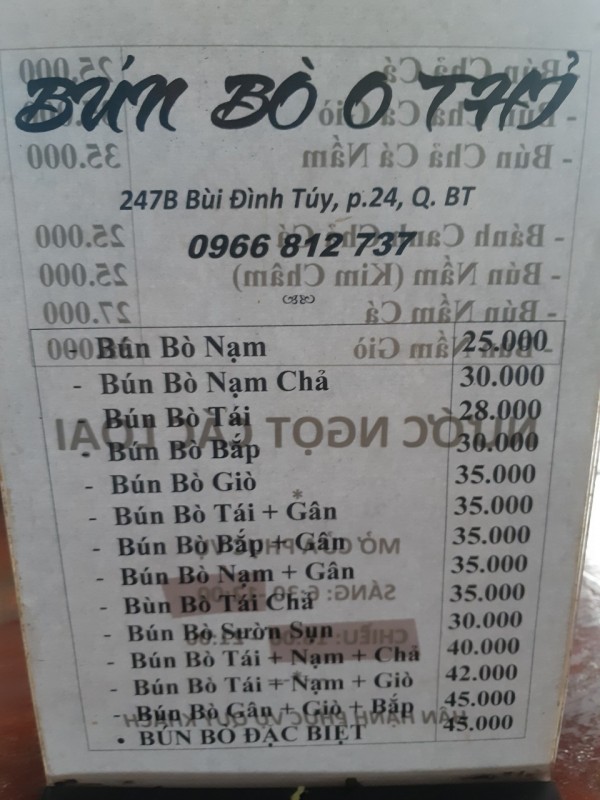 BÚN BÒ O THỈ
247B Bùi Đình Túy, p.24, Q. BT
0966 812 737
- Bún Bò Nạm 25.000
- Bún Bò Nạm Chả 30.000
- Bún Bò Tái 28.000
- Bún Bò Bắp 30.000
- Bún Bò Giò 35.000
- Bún Bò Tái + Gân 35.000
- Bún Bò Bắp + Gân 35.000
- Bún Bò Nạm + Gân 35.000
- Bùn Bò Tái Chả 35.000
- Bún Bò Sườn Sụn 30.000
- Bún Bò Tái + Nạm + Chả 40.000
- Bún Bò Tái + Nạm + Giò 42.000
- Bún Bò Gân + Giò + Bắp 45.000
• BÚN BÒ ĐẶC BIỆT 45.000